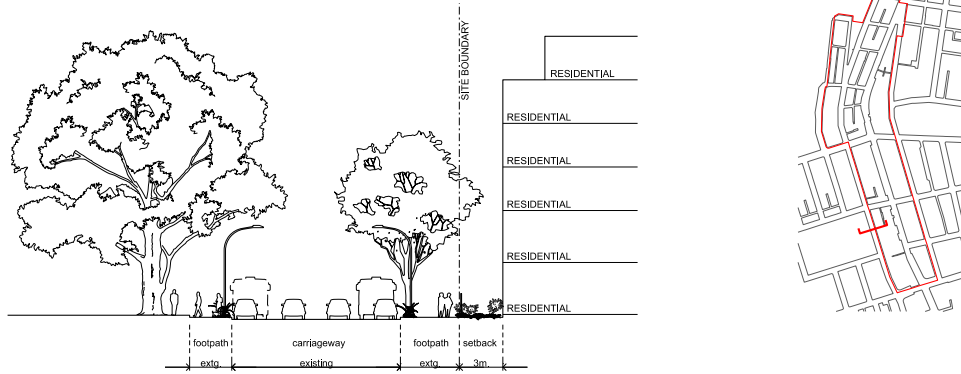 SITE BOUNDARY
RESIDENTIAL
RESIDENTIAL
RESIDENTIAL
RESIDENTIAL
RESIDENTIAL
RESIDENTIAL
footpath carriageway footpath setback
extg. existing extg. 3m.